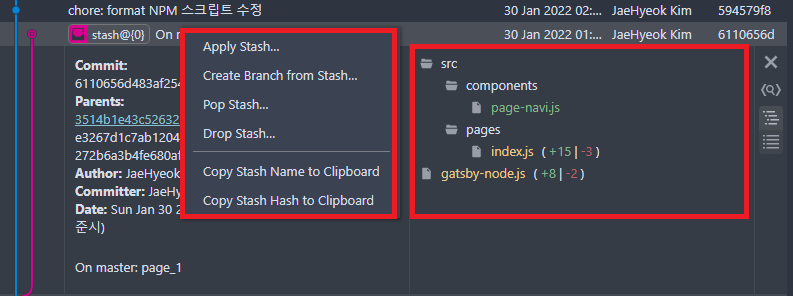 chore: format NPM 스크립트 수정 30 Jan 2022 02:... JaeHyeok Kim 594579f8
stash@{0} On m 30 Jan 2022 01:... JaeHyeok Kim 6110656d
Commit:
6110656d483af254
Parents:
3514b1e43c52632
e3267d1c7ab1204
272b6a3b4fe680af
Author: JaeHyeok
Committer: JaeHy
Date: Sun Jan 30 2
준시)
On master: page_1
Apply Stash...
Create Branch from Stash...
Pop Stash...
Drop Stash...
Copy Stash Name to Clipboard
Copy Stash Hash to Clipboard
src
components
page-navi.js
pages
index.js ( +15 | -3 )
gatsby-node.js ( +8 | -2 )